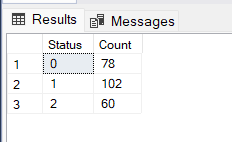 Results Messages
Status Count
1 0 78
2 1 102
3 2 60